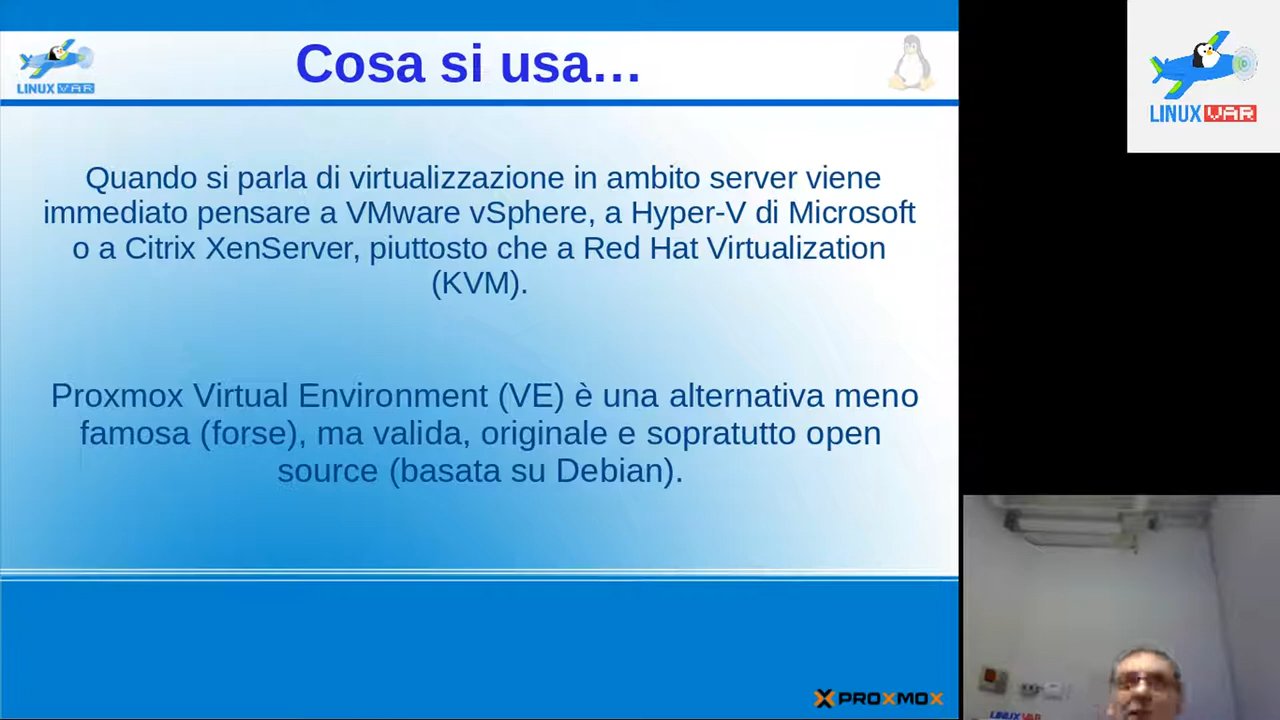 Cosa si usa...
LINUX VAR
LINUX VAR
Quando si parla di virtualizzazione in ambito server viene
immediato pensare a VMware vSphere, a Hyper-V di Microsoft
o a Citrix XenServer, piuttosto che a Red Hat Virtualization
(KVM).
Proxmox Virtual Environment (VE) è una alternativa meno
famosa (forse), ma valida, originale e sopratutto open
source (basata su Debian).
PROXMOX
LINUX VAR